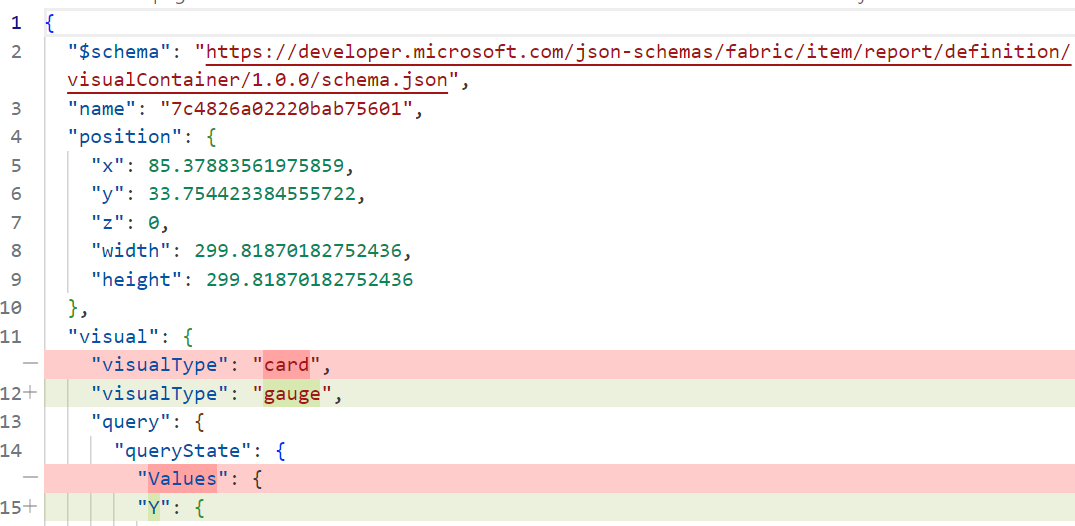 1 {
2 "$schema": "https://developer.microsoft.com/json-schemas/fabric/item/report/definition/
visualContainer/1.0.0/schema.json",
3 "name": "7c4826a02220bab75601",
4 "position": {
5 "x": 85.37883561975859,
6 "y": 33.754423384555722,
7 "z": 0,
8 "width": 299.81870182752436,
9 "height": 299.81870182752436
10 },
11 "visual": {
— "visualType": "card",
12+ "visualType": "gauge",
13 "query": {
14 "queryState": {
— "Values": {
15+ "Y": {